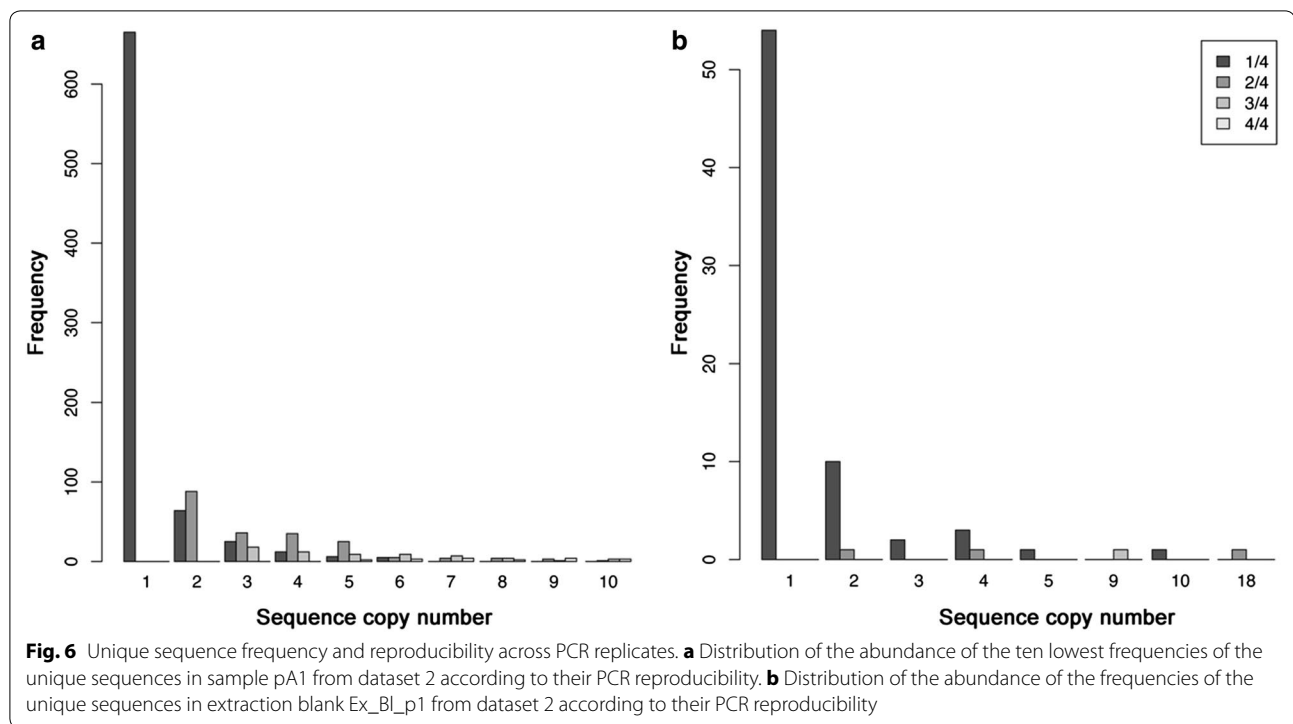 a
Frequency
600
500
400
300
200
100
0
1 2 3 4 5 6 7 8 9 10
Sequence copy number
b
Frequency
50
40
30
20
10
0
1 2 3 4 5 9 10 18
Sequence copy number
1/4
2/4
3/4
4/4
Fig. 6 Unique sequence frequency and reproducibility across PCR replicates. a Distribution of the abundance of the ten lowest frequencies of the
unique sequences in sample pA1 from dataset 2 according to their PCR reproducibility. b Distribution of the abundance of the frequencies of the
unique sequences in extraction blank Ex_Bl_p1 from dataset 2 according to their PCR reproducibility